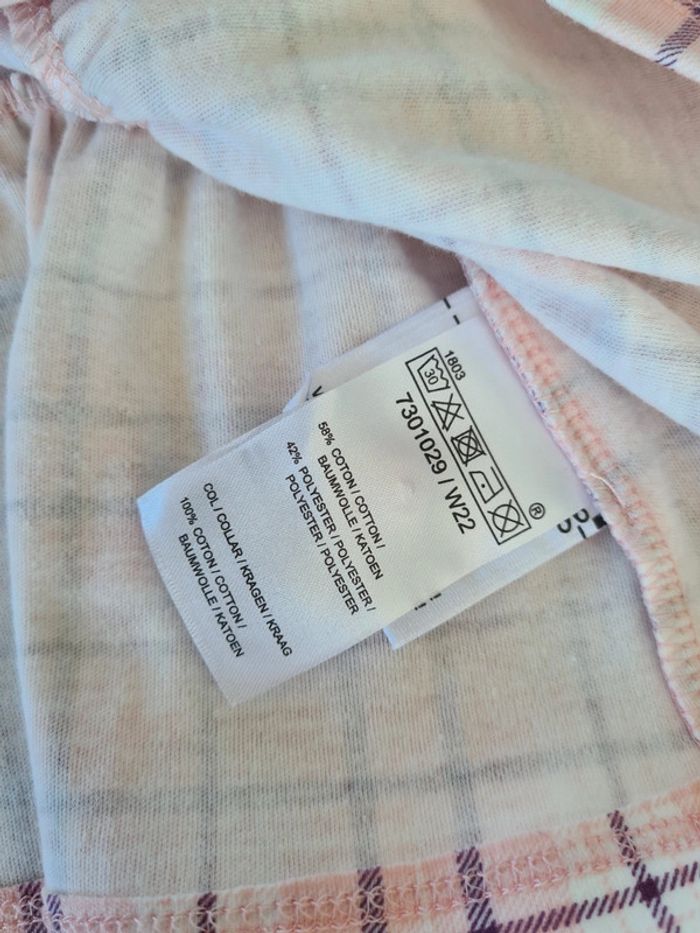 1803
30
®
7301029 / W22
58% COTON / COTTON /
BAUMWOLLE / KATOEN
42% POLYESTER / POLYESTER /
POLYESTER / POLYESTER
COL / COLLAR / KRAGEN / KRAAG
100% COTON / COTTON /
BAUMWOLLE / KATOEN